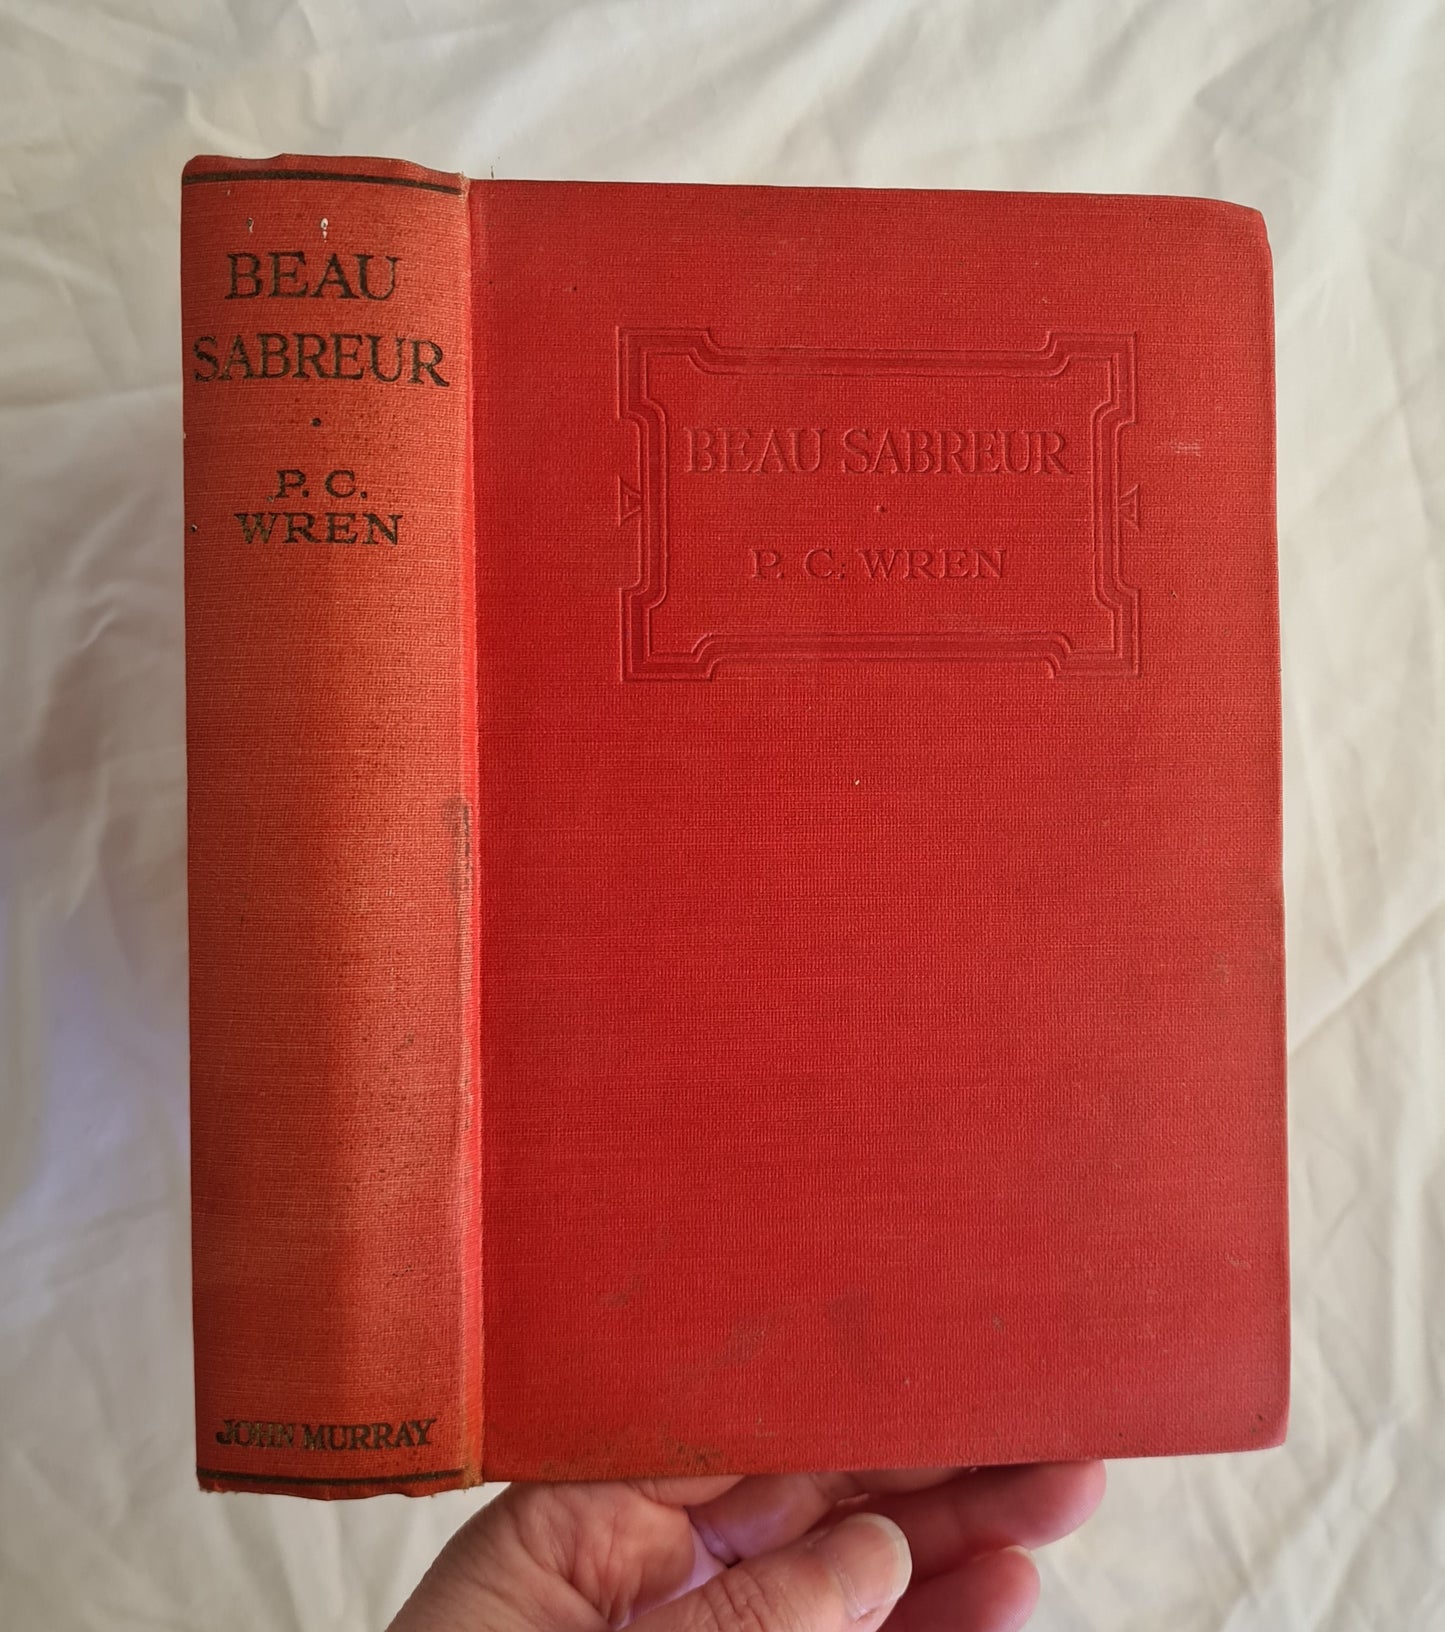 BEAU
SABREUR
·
P. C.
WREN
JOHN MURRAY
BEAU SABREUR
·
P. C. WREN